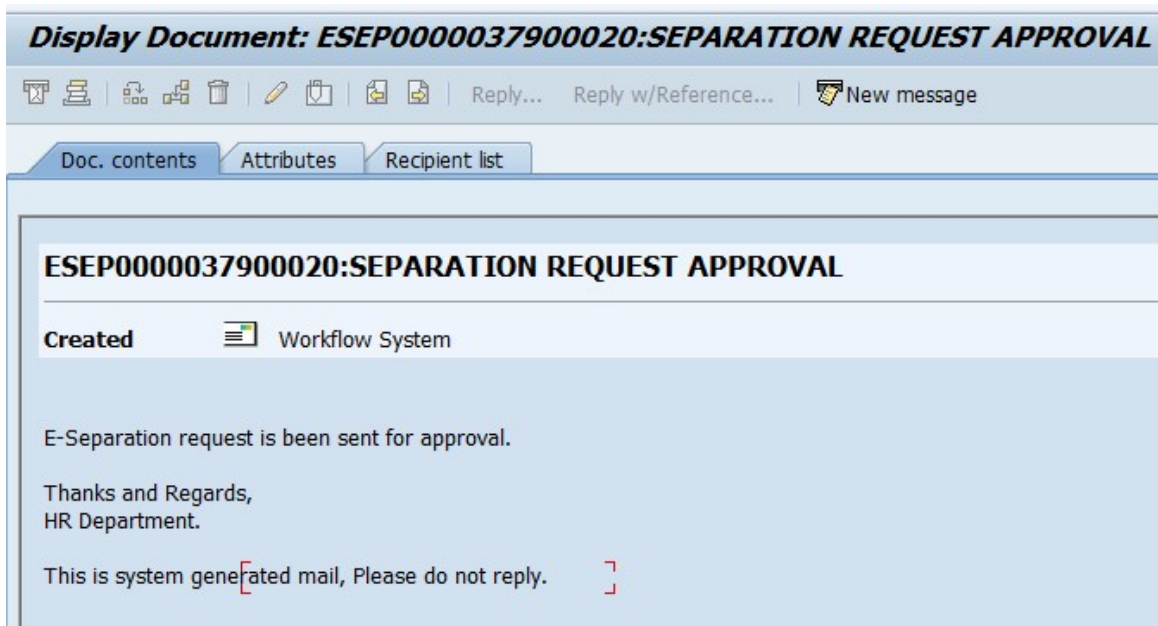 Display Document: ESEP0000037900020:SEPARATION REQUEST APPROVAL
Reply... Reply w/Reference... New message
Doc. contents Attributes Recipient list
ESEP0000037900020:SEPARATION REQUEST APPROVAL
Created Workflow System
E-Separation request is been sent for approval.
Thanks and Regards,
HR Department.
This is system generated mail, Please do not reply.